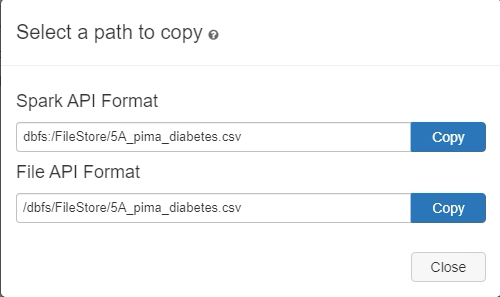 Select a path to copy ?
Spark API Format
dbfs:/FileStore/5A_pima_diabetes.csv Copy
File API Format
/dbfs/FileStore/5A_pima_diabetes.csv Copy
Close